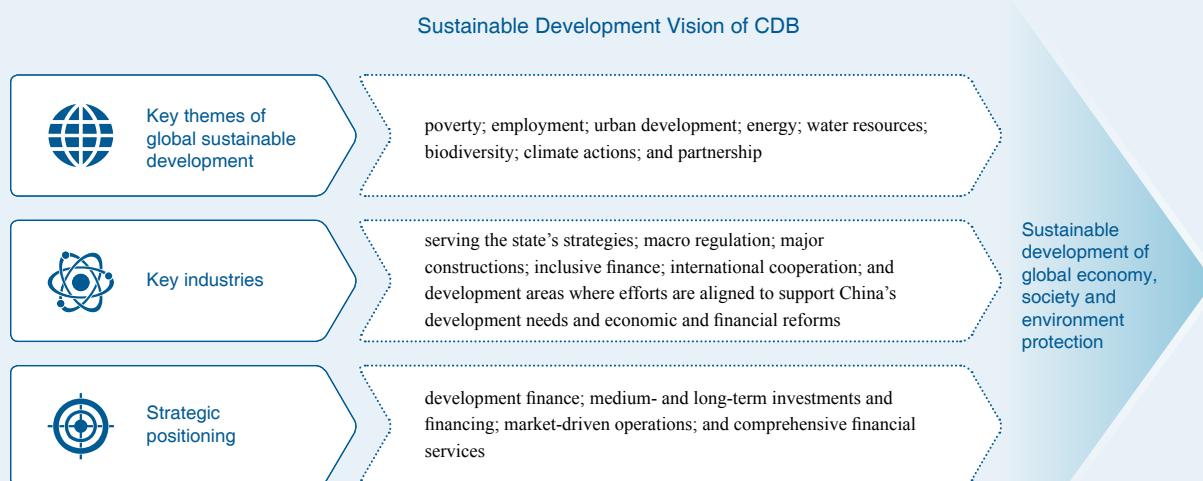 Sustainable Development Vision of CDB
Key themes of
global sustainable
development
poverty; employment; urban development; energy; water resources;
biodiversity; climate actions; and partnership
Key industries
serving the state’s strategies; macro regulation; major
constructions; inclusive finance; international cooperation; and
development areas where efforts are aligned to support China’s
development needs and economic and financial reforms
Strategic
positioning
development finance; medium- and long-term investments and
financing; market-driven operations; and comprehensive financial
services
Sustainable
development of
global economy,
society and
environment
protection